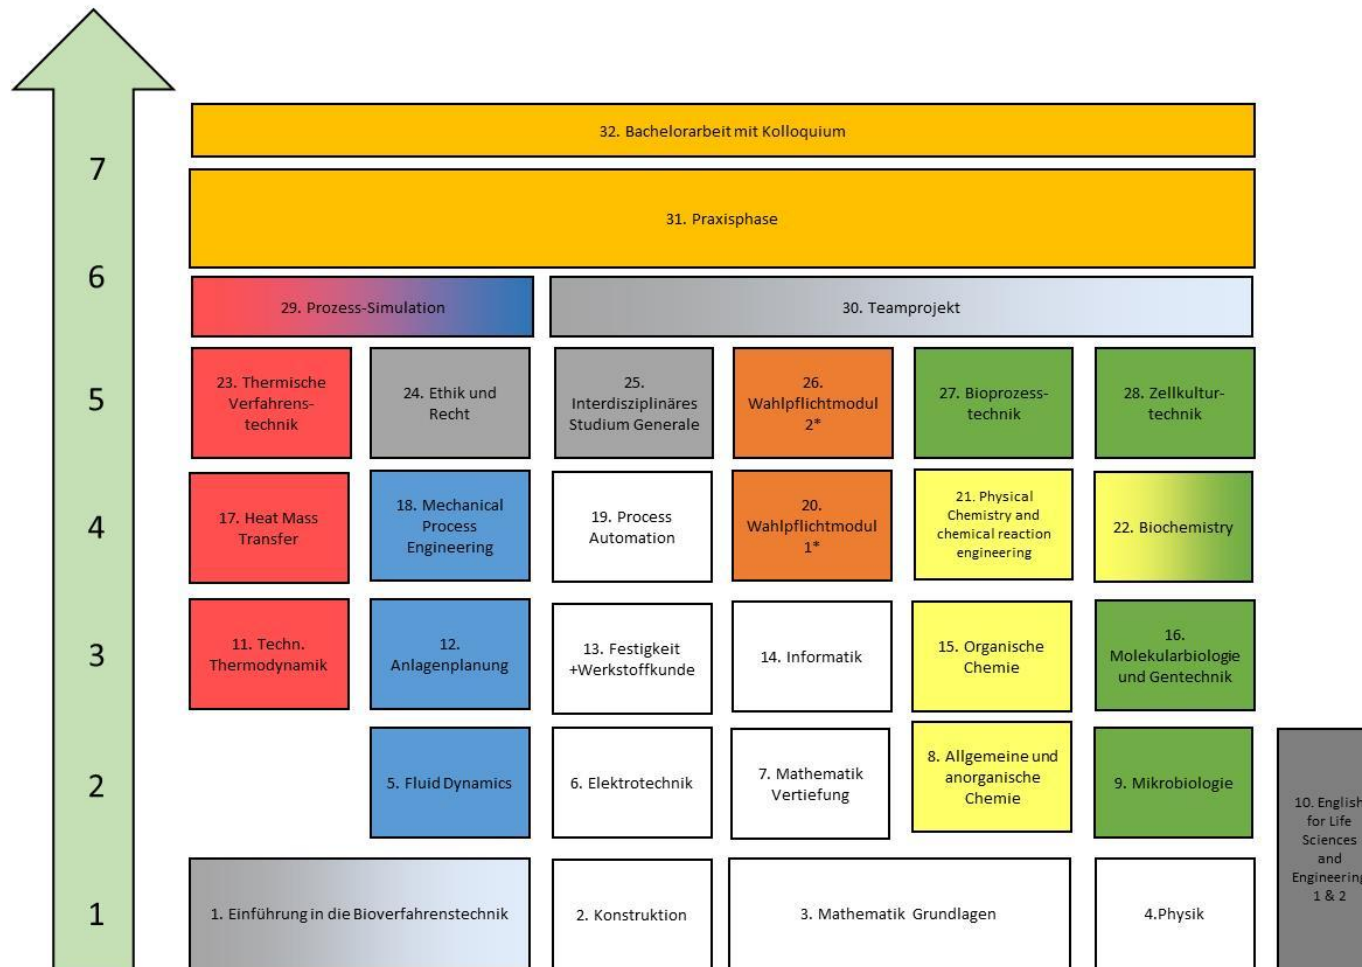 7
6
5
4
3
2
1
32. Bachelorarbeit mit Kolloquium
31. Praxisphase
29. Prozess-Simulation
30. Teamprojekt
23. Thermische
Verfahrens-
technik
24. Ethik und
Recht
25.
Interdisziplinäres
Studium Generale
26.
Wahlpflichtmodul
2*
27. Bioprozess-
technik
28. Zellkultur-
technik
17. Heat Mass
Transfer
18. Mechanical
Process
Engineering
19. Process
Automation
20.
Wahlpflichtmodul
1*
21. Physical
Chemistry and
chemical reaction
engineering
22. Biochemistry
11. Techn.
Thermodynamik
12.
Anlagenplanung
13. Festigkeit
+Werkstoffkunde
14. Informatik
15. Organische
Chemie
16.
Molekularbiologie
und Gentechnik
5. Fluid Dynamics
6. Elektrotechnik
7. Mathematik
Vertiefung
8. Allgemeine und
anorganische
Chemie
9. Mikrobiologie
10. English
for Life
Sciences
and
Engineering
1 & 2
1. Einführung in die Bioverfahrenstechnik
2. Konstruktion
3. Mathematik Grundlagen
4.Physik